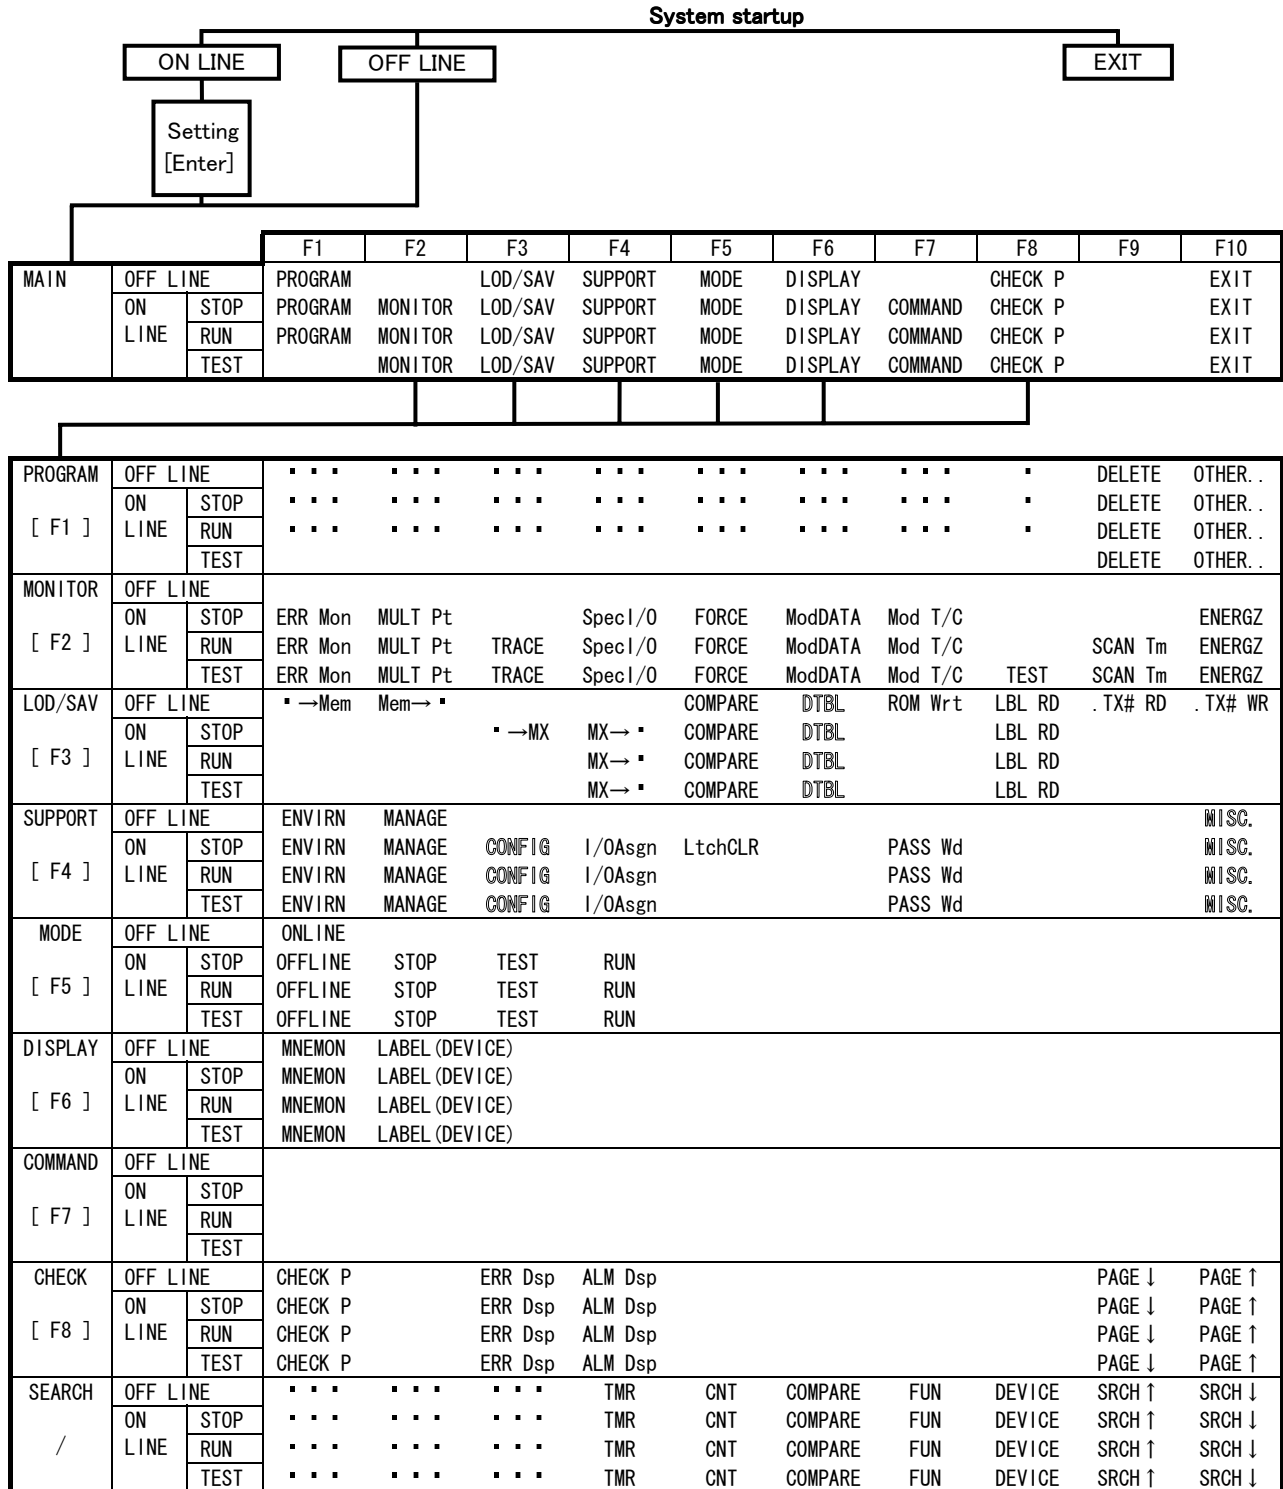 System startup
ON LINE OFF LINE EXIT
Setting
[Enter]
F1 F2 F3 F4 F5 F6 F7 F8 F9 F10
MAIN OFF LINE PROGRAM LOD/SAV SUPPORT MODE DISPLAY CHECK P EXIT
ON STOP PROGRAM MONITOR LOD/SAV SUPPORT MODE DISPLAY COMMAND CHECK P EXIT
LINE RUN PROGRAM MONITOR LOD/SAV SUPPORT MODE DISPLAY COMMAND CHECK P EXIT
TEST MONITOR LOD/SAV SUPPORT MODE DISPLAY COMMAND CHECK P EXIT
PROGRAM OFF LINE ▪▪▪ ▪▪▪ ▪▪▪ ▪▪▪ ▪▪▪ ▪▪▪ ▪▪▪ ▪ DELETE OTHER..
ON STOP ▪▪▪ ▪▪▪ ▪▪▪ ▪▪▪ ▪▪▪ ▪▪▪ ▪▪▪ ▪ DELETE OTHER..
[ F1 ] LINE RUN ▪▪▪ ▪▪▪ ▪▪▪ ▪▪▪ ▪▪▪ ▪▪▪ ▪▪▪ ▪ DELETE OTHER..
TEST DELETE OTHER..
MONITOR OFF LINE
ON STOP ERR Mon MULT Pt SpecI/O FORCE ModDATA Mod T/C ENERGZ
[ F2 ] LINE RUN ERR Mon MULT Pt TRACE SpecI/O FORCE ModDATA Mod T/C SCAN Tm ENERGZ
TEST ERR Mon MULT Pt TRACE SpecI/O FORCE ModDATA Mod T/C TEST SCAN Tm ENERGZ
LOD/SAV OFF LINE ▪→Mem Mem→▪ COMPARE DTBL ROM Wrt LBL RD .TX# RD .TX# WR
ON STOP ▪→MX MX→▪ COMPARE DTBL LBL RD
[ F3 ] LINE RUN MX→▪ COMPARE DTBL LBL RD
TEST MX→▪ COMPARE DTBL LBL RD
SUPPORT OFF LINE ENVIRN MANAGE MISC.
ON STOP ENVIRN MANAGE CONFIG I/OAsgn LtchCLR PASS Wd MISC.
[ F4 ] LINE RUN ENVIRN MANAGE CONFIG I/OAsgn PASS Wd MISC.
TEST ENVIRN MANAGE CONFIG I/OAsgn PASS Wd MISC.
MODE OFF LINE ONLINE
ON STOP OFFLINE STOP TEST RUN
[ F5 ] LINE RUN OFFLINE STOP TEST RUN
TEST OFFLINE STOP TEST RUN
DISPLAY OFF LINE MNEMON LABEL(DEVICE)
ON STOP MNEMON LABEL(DEVICE)
[ F6 ] LINE RUN MNEMON LABEL(DEVICE)
TEST MNEMON LABEL(DEVICE)
COMMAND OFF LINE
ON STOP
[ F7 ] LINE RUN
TEST
CHECK OFF LINE CHECK P ERR Dsp ALM Dsp PAGE↓ PAGE↑
ON STOP CHECK P ERR Dsp ALM Dsp PAGE↓ PAGE↑
[ F8 ] LINE RUN CHECK P ERR Dsp ALM Dsp PAGE↓ PAGE↑
TEST CHECK P ERR Dsp ALM Dsp PAGE↓ PAGE↑
SEARCH OFF LINE ▪▪▪ ▪▪▪ ▪▪▪ TMR CNT COMPARE FUN DEVICE SRCH↑ SRCH↓
ON STOP ▪▪▪ ▪▪▪ ▪▪▪ TMR CNT COMPARE FUN DEVICE SRCH↑ SRCH↓
/ LINE RUN ▪▪▪ ▪▪▪ ▪▪▪ TMR CNT COMPARE FUN DEVICE SRCH↑ SRCH↓
TEST ▪▪▪ ▪▪▪ ▪▪▪ TMR CNT COMPARE FUN DEVICE SRCH↑ SRCH↓